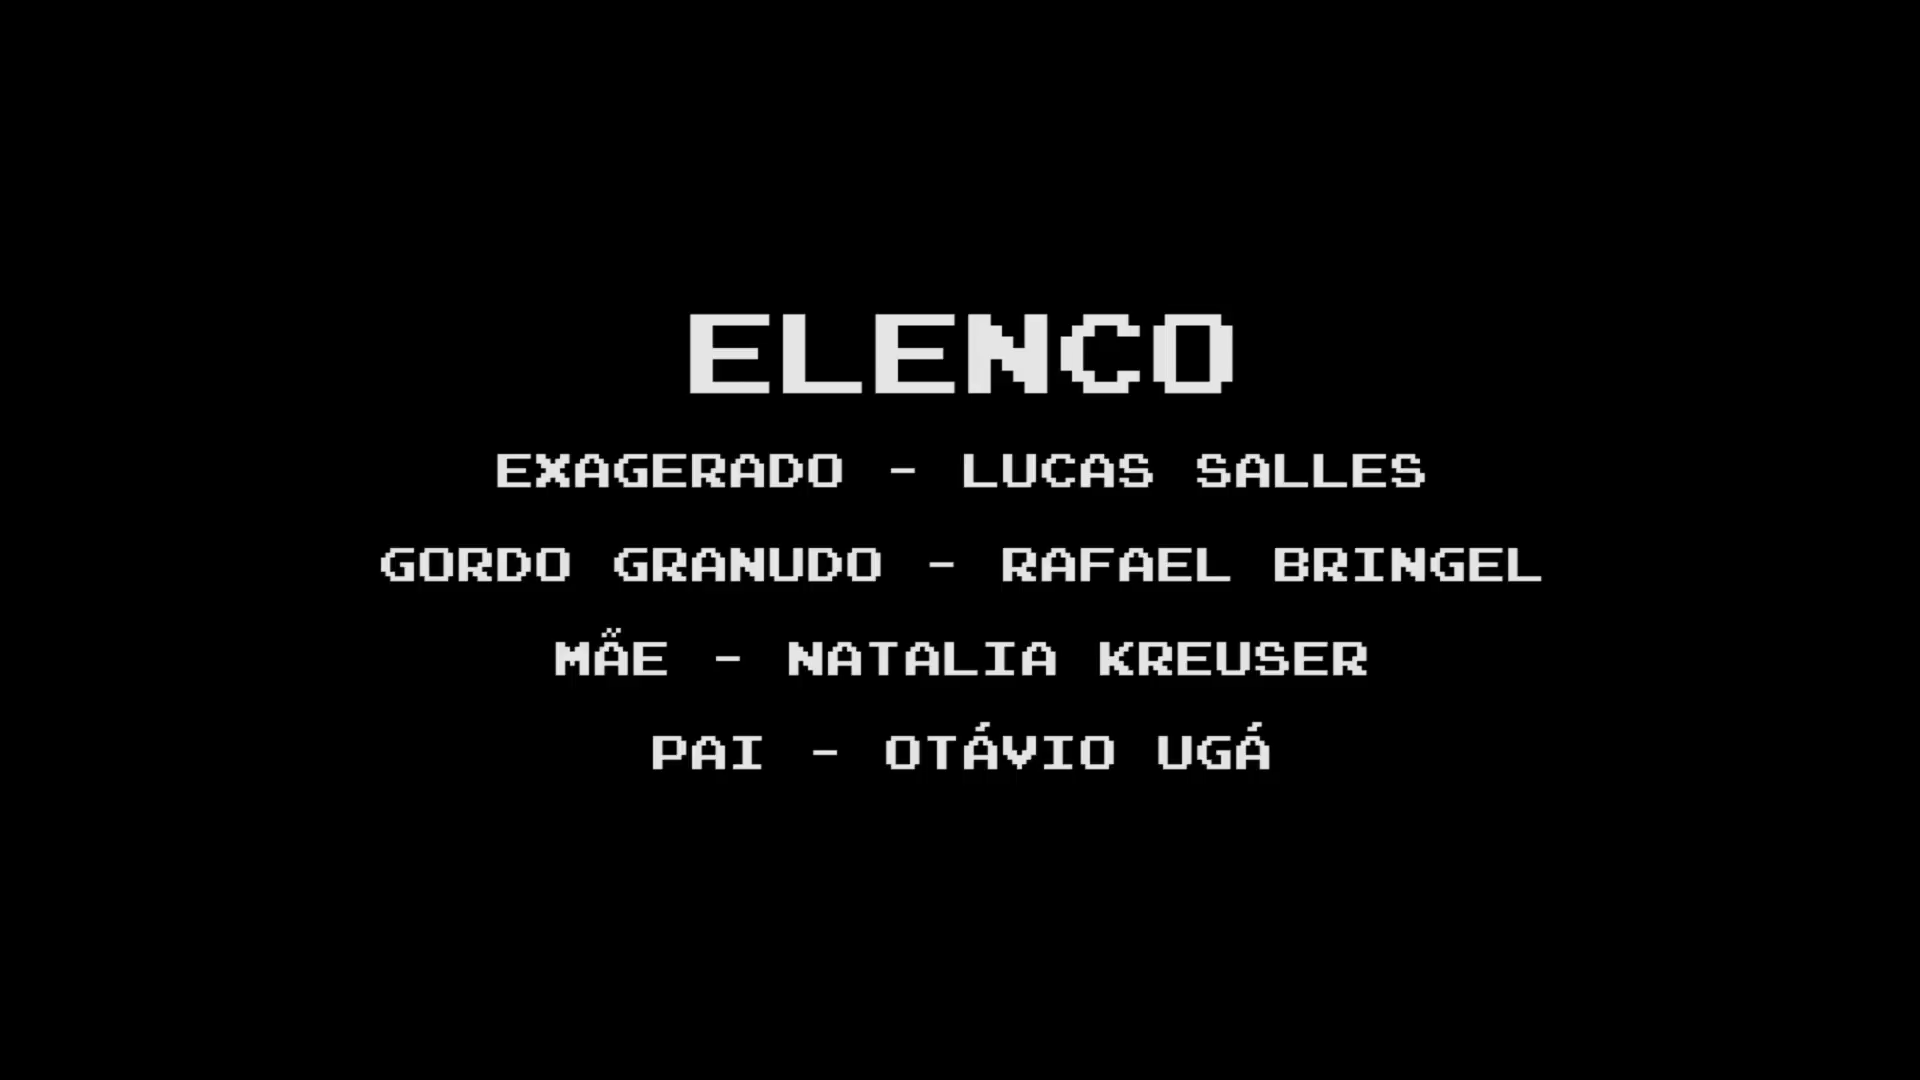 ELENCO
EXAGERADO - LUCAS SALLES
GORDO GRANUDO - RAFAEL BRINGEL
MÃE - NATALIA KREUSER
PAI - OTÁVIO UGÁ